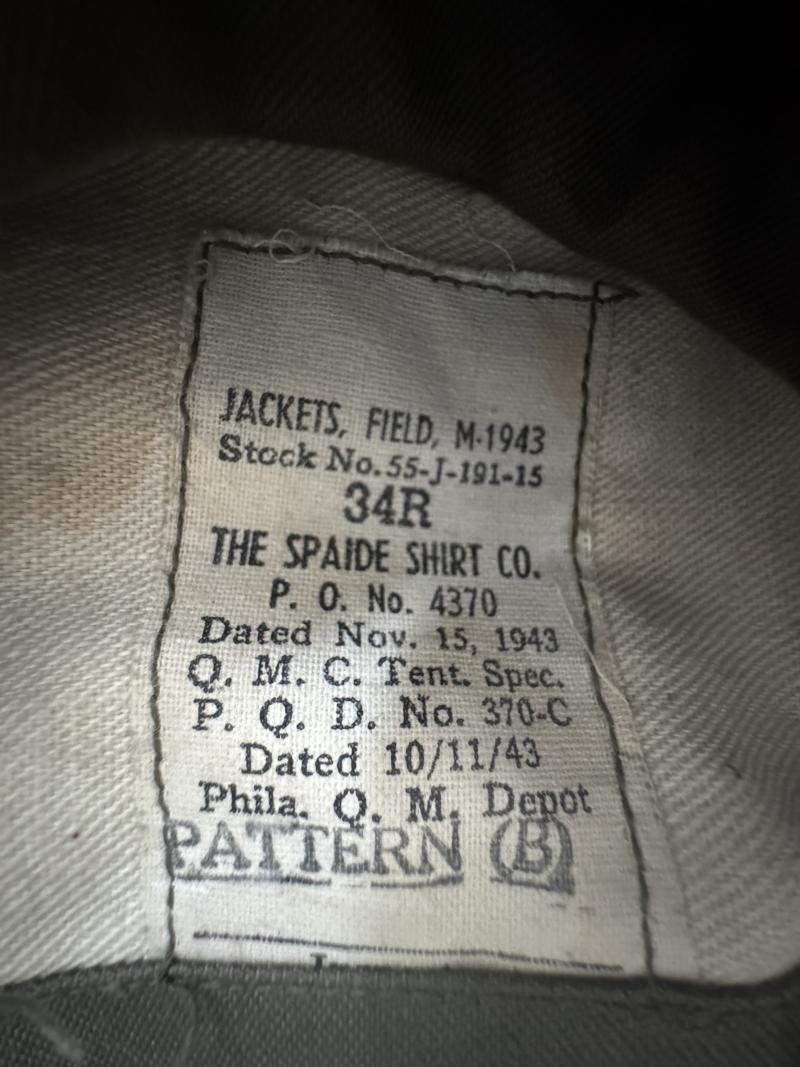 JACKETS, FIELD, M-1943
Stock No. 55-J-191-15
34R
THE SPAIDE SHIRT CO.
P. O. No. 4370
Dated Nov. 15, 1943
Q. M. C. Tent. Spec.
P. Q. D. No. 370-C
Dated 10/11/43
Phila. Q. M. Depot
PATTERN (B)